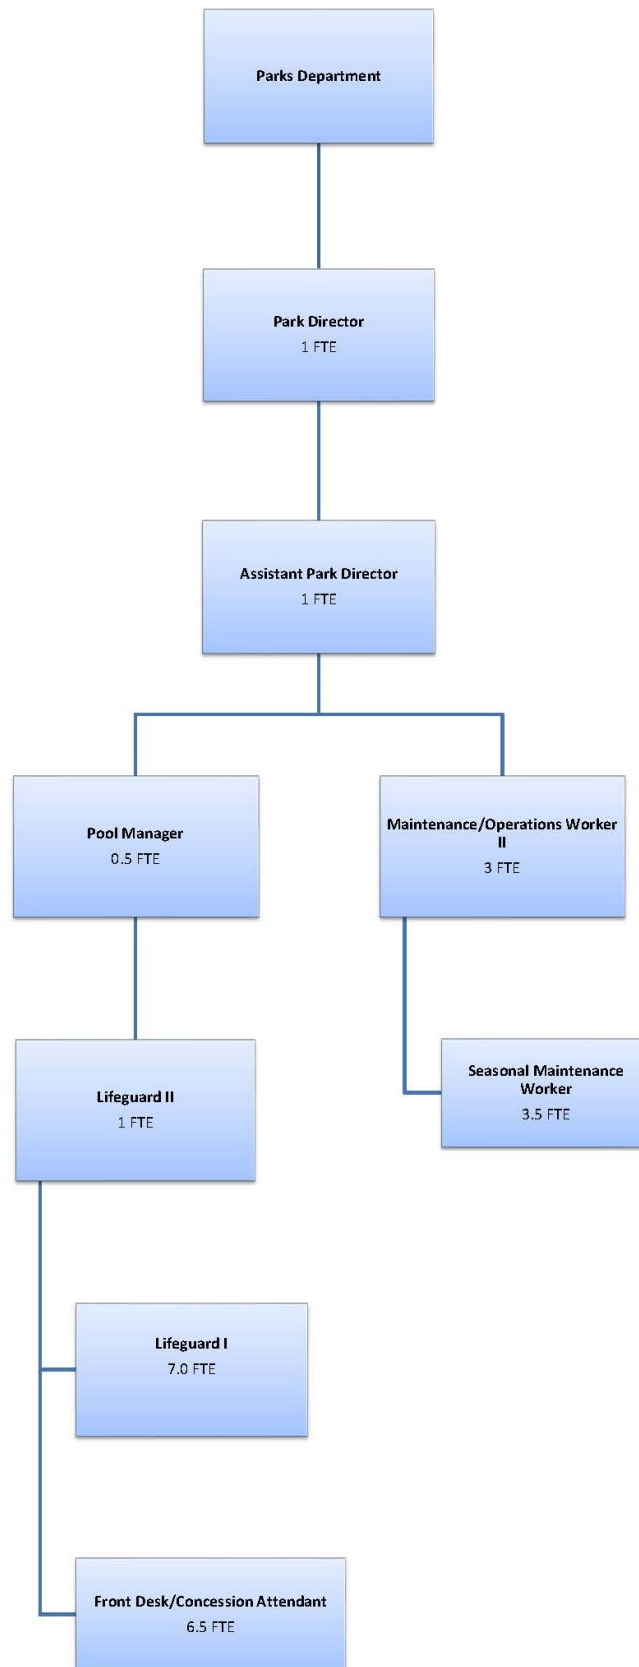 Parks Department
Park Director
1 FTE
Assistant Park Director
1 FTE
Pool Manager
0.5 FTE
Maintenance/Operations Worker
II
3 FTE
Lifeguard II
1 FTE
Seasonal Maintenance
Worker
3.5 FTE
Lifeguard I
7.0 FTE
Front Desk/Concession Attendant
6.5 FTE